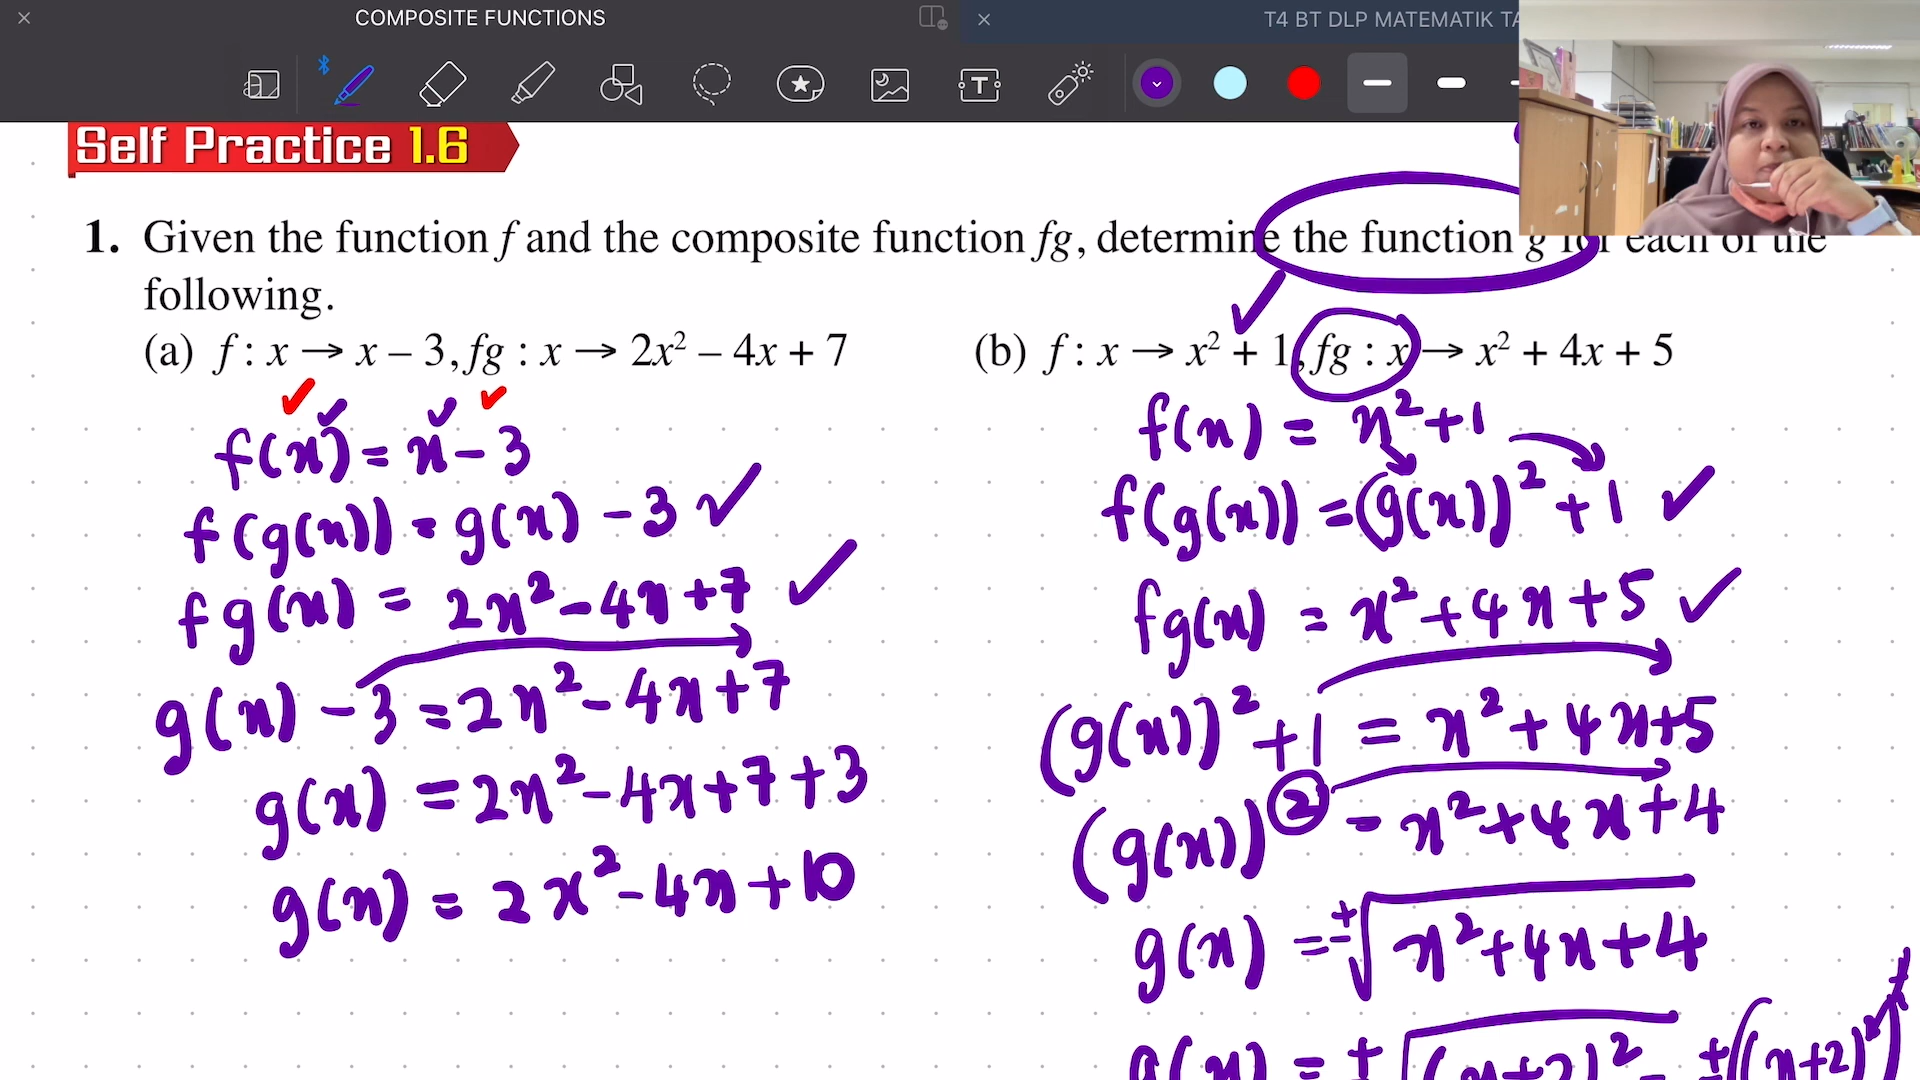 COMPOSITE FUNCTIONS
T4 BT DLP MATEMATIK TA
Self Practice 1.6
1. Given the function f and the composite function fg, determine the function g for each of the
following.
(a) f : x → x – 3, fg : x → 2x² – 4x + 7
(b) f : x → x² + 1, fg : x → x² + 4x + 5
f(x) = x - 3
f(g(x)) = g(x) - 3
fg(x) = 2x² - 4x + 7
g(x) - 3 = 2x² - 4x + 7
g(x) = 2x² - 4x + 7 + 3
g(x) = 2x² - 4x + 10
f(x) = x² + 1
f(g(x)) = (g(x))² + 1
fg(x) = x² + 4x + 5
(g(x))² + 1 = x² + 4x + 5
(g(x))² = x² + 4x + 4
g(x) = ±√x² + 4x + 4
g(x) = ±√(x+2)² = ±((x+2)²)